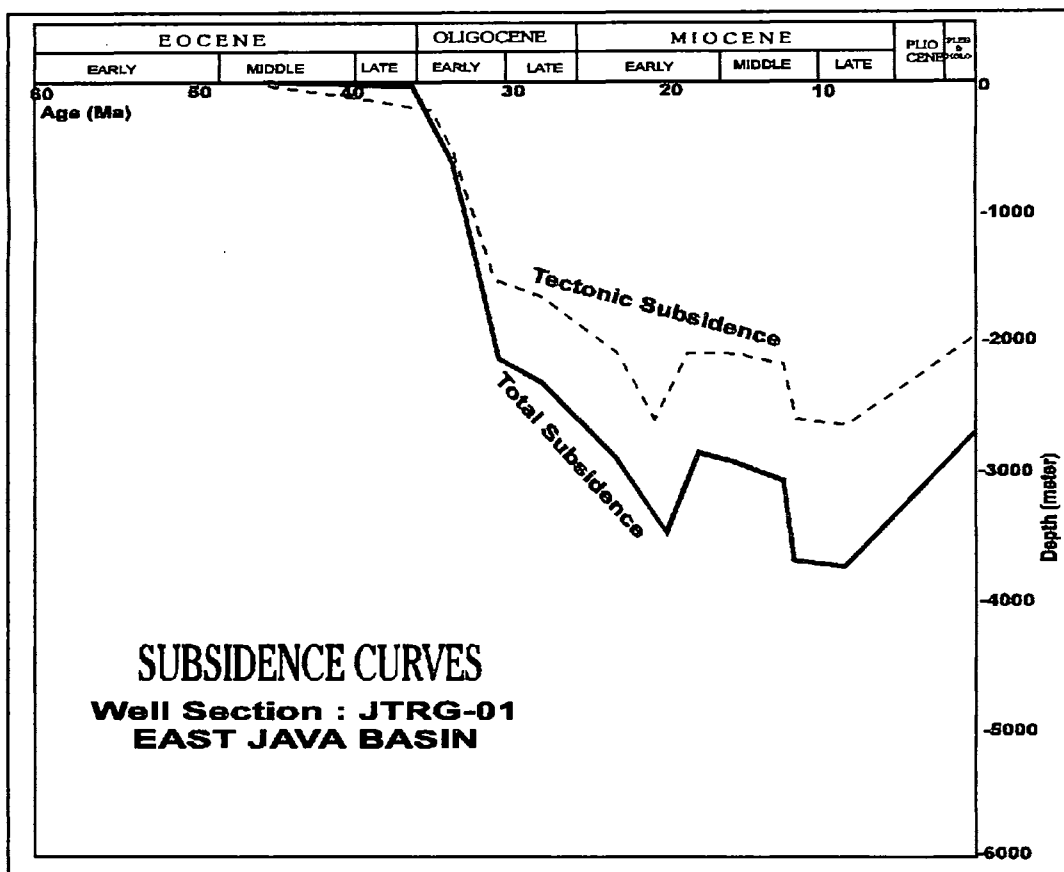 EOCENE OLIGOCENE MIOCENE PLIO CENE PLEIS & HOLO
EARLY MIDDLE LATE EARLY LATE EARLY MIDDLE LATE
60 50 40 30 20 10 0
Age (Ma)
-1000
Tectonic Subsidence
-2000
Total Subsidence
-3000
Depth (meter)
-4000
SUBSIDENCE CURVES
Well Section : JTRG-01
EAST JAVA BASIN
-5000
-6000